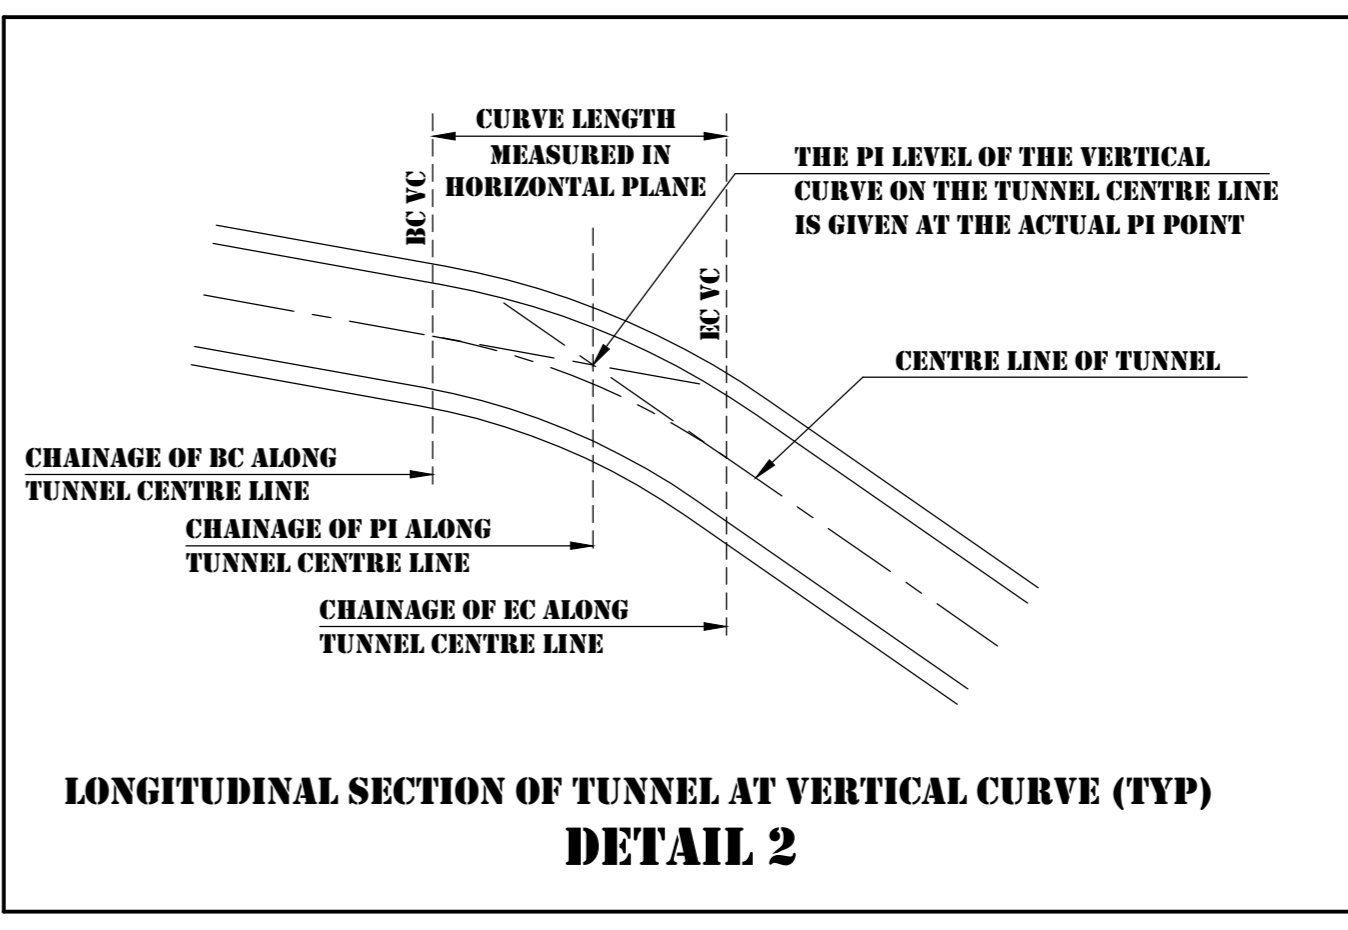 CURVE LENGTH
MEASURED IN
HORIZONTAL PLANE
BC VC
EC VC
THE PI LEVEL OF THE VERTICAL
CURVE ON THE TUNNEL CENTRE LINE
IS GIVEN AT THE ACTUAL PI POINT
CENTRE LINE OF TUNNEL
CHAINAGE OF BC ALONG
TUNNEL CENTRE LINE
CHAINAGE OF PI ALONG
TUNNEL CENTRE LINE
CHAINAGE OF EC ALONG
TUNNEL CENTRE LINE
LONGITUDINAL SECTION OF TUNNEL AT VERTICAL CURVE (TYP)
DETAIL 2